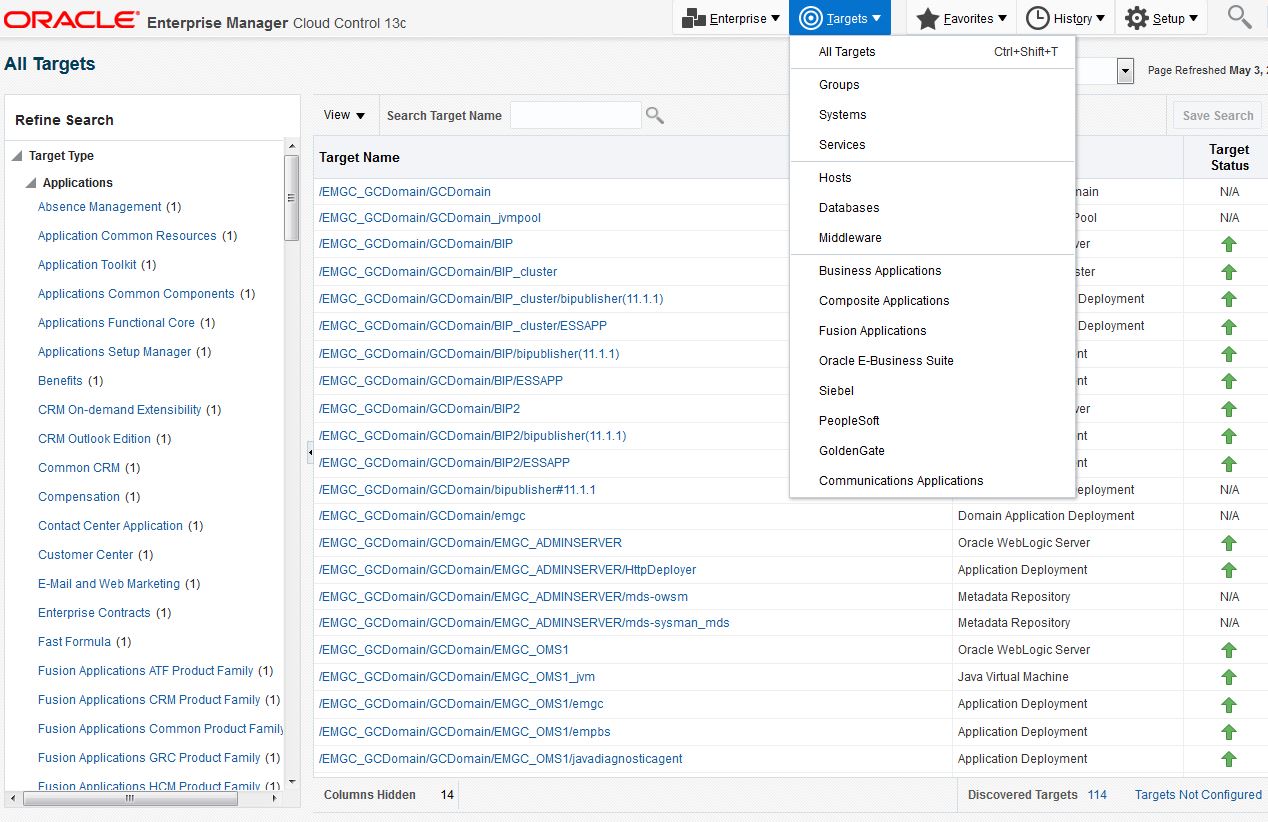 ORACLE® Enterprise Manager Cloud Control 13c
Enterprise Targets Favorites History Setup
All Targets
Page Refreshed May 3,
All Targets Ctrl+Shift+T
Groups
Systems
Services
Hosts
Databases
Middleware
Business Applications
Composite Applications
Fusion Applications
Oracle E-Business Suite
Siebel
PeopleSoft
GoldenGate
Communications Applications
Refine Search
Target Type
Applications
Absence Management (1)
Application Common Resources (1)
Application Toolkit (1)
Applications Common Components (1)
Applications Functional Core (1)
Applications Setup Manager (1)
Benefits (1)
CRM On-demand Extensibility (1)
CRM Outlook Edition (1)
Common CRM (1)
Compensation (1)
Contact Center Application (1)
Customer Center (1)
E-Mail and Web Marketing (1)
Enterprise Contracts (1)
Fast Formula (1)
Fusion Applications ATF Product Family (1)
Fusion Applications CRM Product Family (1)
Fusion Applications Common Product Family
Fusion Applications GRC Product Family (1)
Fusion Applications HCM Product Family (1)
View Search Target Name Save Search
Target Name Target Status
/EMGC_GCDomain/GCDomain main N/A
/EMGC_GCDomain/GCDomain_jvmpool Pool N/A
/EMGC_GCDomain/GCDomain/BIP ver
/EMGC_GCDomain/GCDomain/BIP_cluster ster
/EMGC_GCDomain/GCDomain/BIP_cluster/bipublisher(11.1.1) Deployment
/EMGC_GCDomain/GCDomain/BIP_cluster/ESSAPP Deployment
/EMGC_GCDomain/GCDomain/BIP/bipublisher(11.1.1) nt
/EMGC_GCDomain/GCDomain/BIP/ESSAPP nt
/EMGC_GCDomain/GCDomain/BIP2 ver
/EMGC_GCDomain/GCDomain/BIP2/bipublisher(11.1.1) nt
/EMGC_GCDomain/GCDomain/BIP2/ESSAPP nt
/EMGC_GCDomain/GCDomain/bipublisher#11.1.1 eployment N/A
/EMGC_GCDomain/GCDomain/emgc Domain Application Deployment N/A
/EMGC_GCDomain/GCDomain/EMGC_ADMINSERVER Oracle WebLogic Server
/EMGC_GCDomain/GCDomain/EMGC_ADMINSERVER/HttpDeployer Application Deployment
/EMGC_GCDomain/GCDomain/EMGC_ADMINSERVER/mds-owsm Metadata Repository N/A
/EMGC_GCDomain/GCDomain/EMGC_ADMINSERVER/mds-sysman_mds Metadata Repository N/A
/EMGC_GCDomain/GCDomain/EMGC_OMS1 Oracle WebLogic Server
/EMGC_GCDomain/GCDomain/EMGC_OMS1_jvm Java Virtual Machine
/EMGC_GCDomain/GCDomain/EMGC_OMS1/emgc Application Deployment
/EMGC_GCDomain/GCDomain/EMGC_OMS1/empbs Application Deployment
/EMGC_GCDomain/GCDomain/EMGC_OMS1/javadiagnosticagent Application Deployment
Columns Hidden 14 Discovered Targets 114 Targets Not Configured